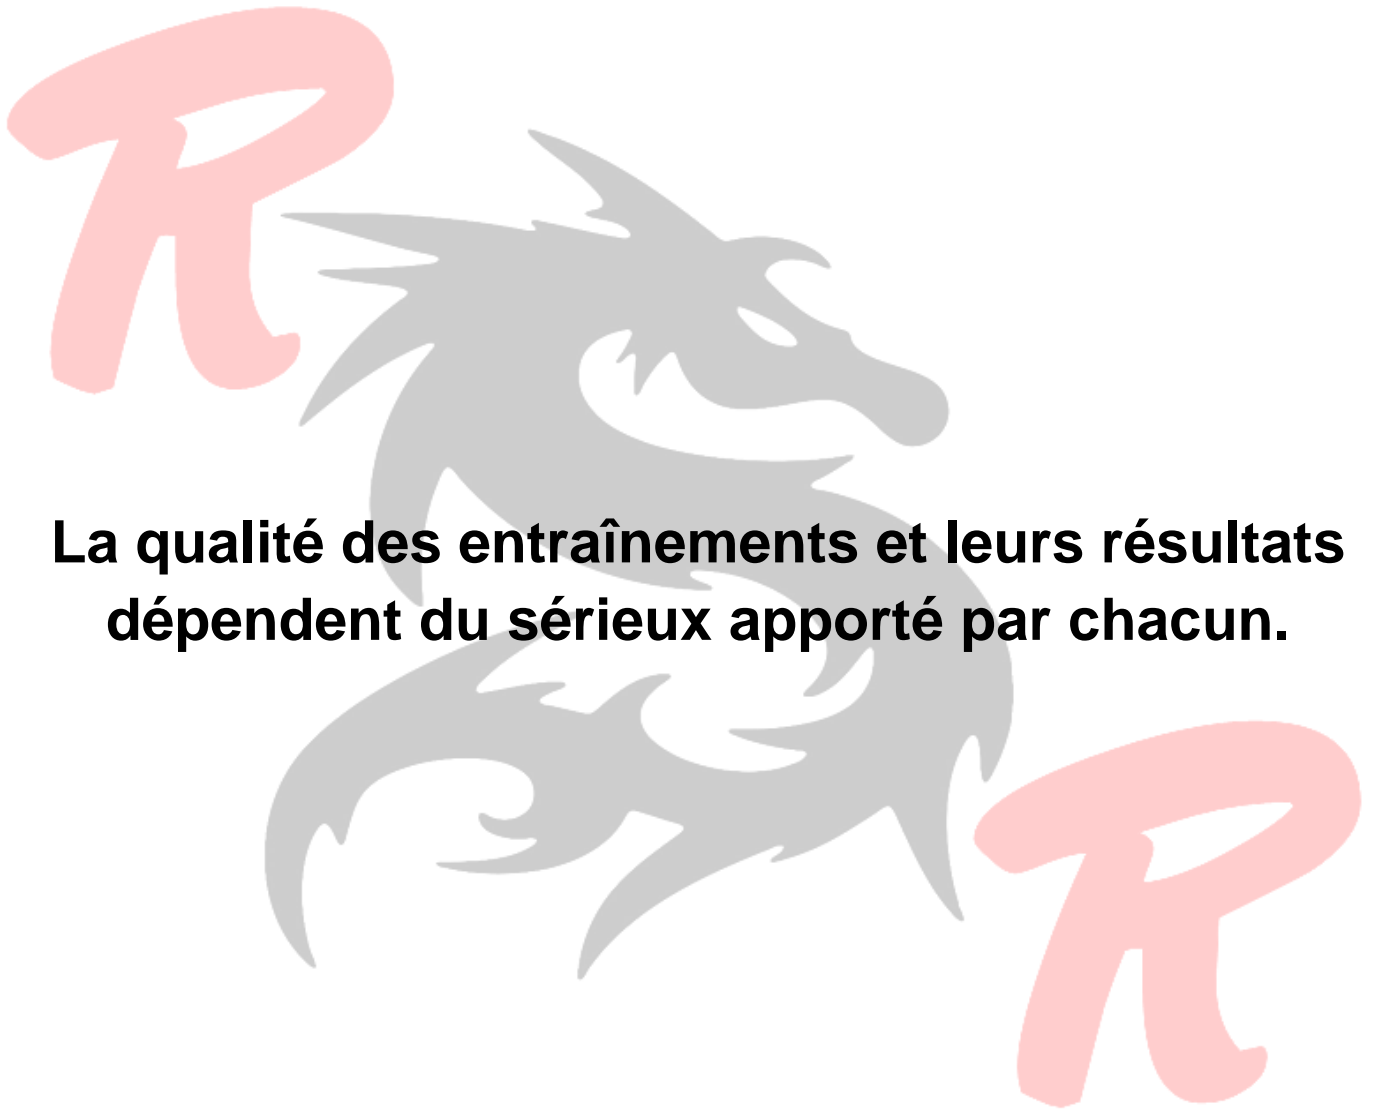 R
La qualité des entraînements et leurs résultats
dépendent du sérieux apporté par chacun.
R